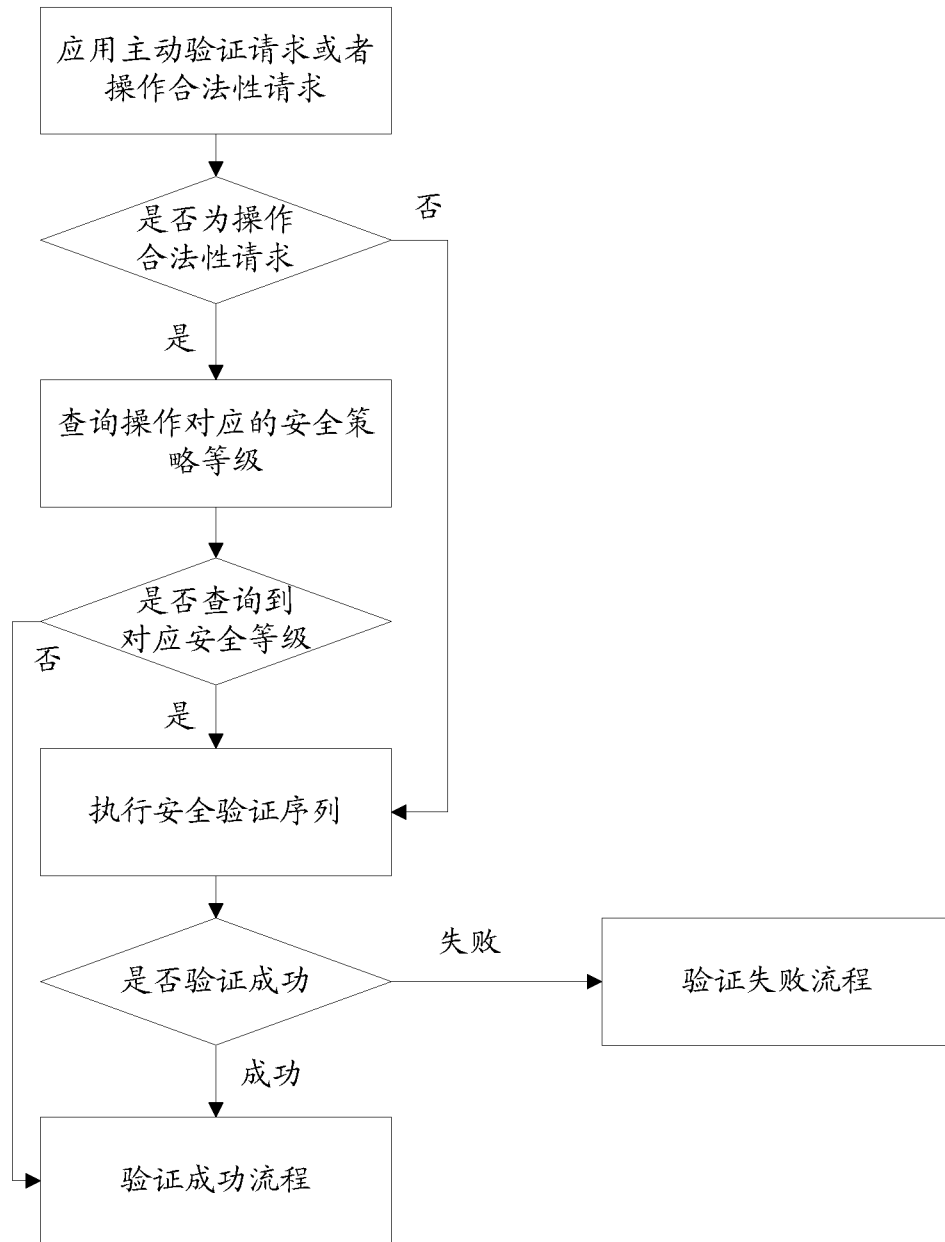 应用主动验证请求或者
操作合法性请求
是否为操作
合法性请求
否
是
查询操作对应的安全策
略等级
是否查询到
对应安全等级
否
是
执行安全验证序列
是否验证成功
失败
验证失败流程
成功
验证成功流程